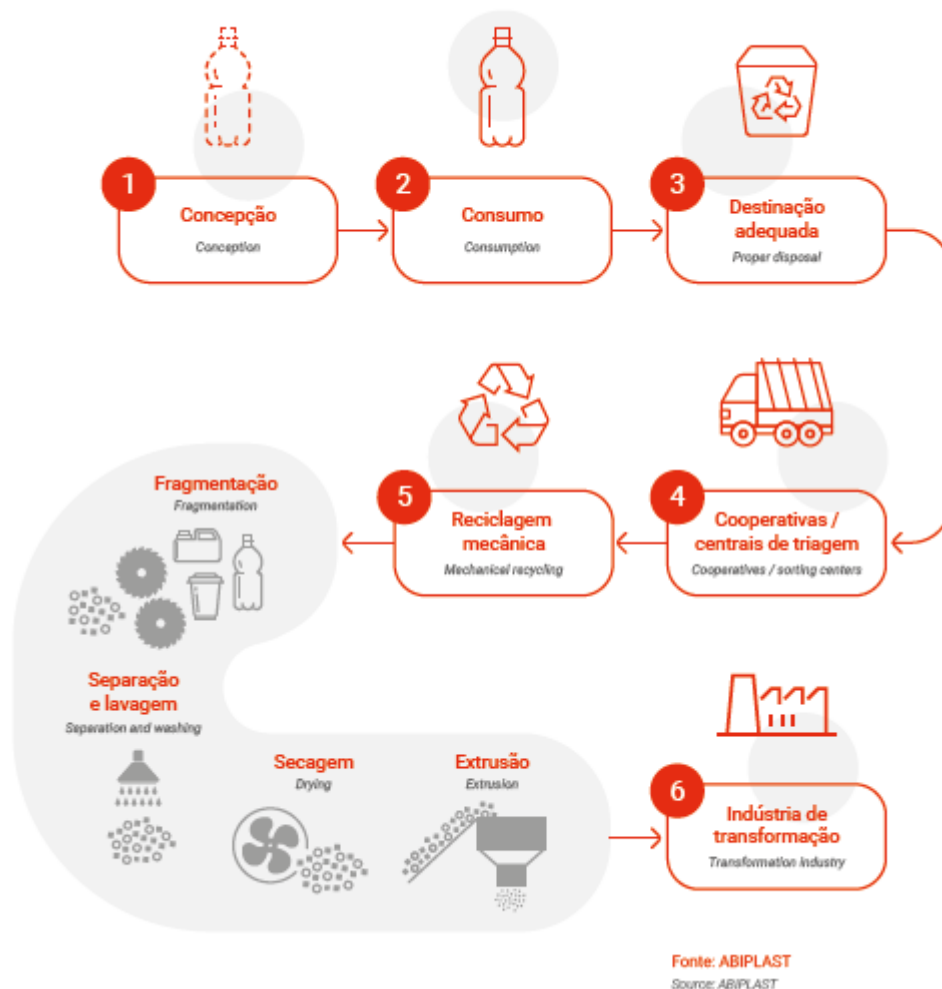 1
Concepção
Conception
2
Consumo
Consumption
3
Destinação
adequada
Proper disposal
4
Cooperativas /
centrais de triagem
Cooperatives / sorting centers
5
Reciclagem
mecânica
Mechanical recycling
Fragmentação
Fragmentation
Separação
e lavagem
Separation and washing
Secagem
Drying
Extrusão
Extrusion
6
Indústria de
transformação
Transformation industry
Fonte: ABIPLAST
Source: ABIPLAST